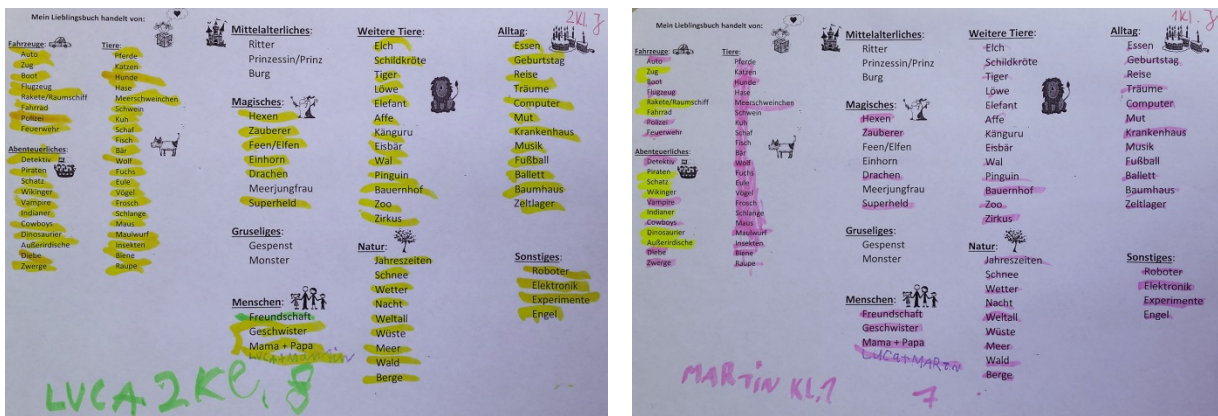 Mein Lieblingsbuch handelt von:
2Kl. J
Fahrzeuge:
Auto
Zug
Boot
Flugzeug
Rakete/Raumschiff
Fahrrad
Polizei
Feuerwehr
Abenteuerliches:
Detektiv
Piraten
Schatz
Wikinger
Vampire
Indianer
Cowboys
Dinosaurier
Außerirdische
Diebe
Zwerge
Tiere:
Pferde
Katzen
Hunde
Hase
Meerschweinchen
Schwein
Kuh
Schaf
Fisch
Bär
Wolf
Fuchs
Eule
Vögel
Frosch
Schlange
Maus
Maulwurf
Insekten
Biene
Raupe
Mittelalterliches:
Ritter
Prinzessin/Prinz
Burg
Magisches:
Hexen
Zauberer
Feen/Elfen
Einhorn
Drachen
Meerjungfrau
Superheld
Gruseliges:
Gespenst
Monster
Menschen:
Freundschaft
Geschwister
Mama + Papa
Luca+Martin
Weitere Tiere:
Elch
Schildkröte
Tiger
Löwe
Elefant
Affe
Känguru
Eisbär
Wal
Pinguin
Bauernhof
Zoo
Zirkus
Natur:
Jahreszeiten
Schnee
Wetter
Nacht
Weltall
Wüste
Meer
Wald
Berge
Alltag:
Essen
Geburtstag
Reise
Träume
Computer
Mut
Krankenhaus
Musik
Fußball
Ballett
Baumhaus
Zeltlager
Sonstiges:
Roboter
Elektronik
Experimente
Engel
LUCA 2Kl. 8
Mein Lieblingsbuch handelt von:
1Kl. J
Fahrzeuge:
Auto
Zug
Boot
Flugzeug
Rakete/Raumschiff
Fahrrad
Polizei
Feuerwehr
Abenteuerliches:
Detektiv
Piraten
Schatz
Wikinger
Vampire
Indianer
Cowboys
Dinosaurier
Außerirdische
Diebe
Zwerge
Tiere:
Pferde
Katzen
Hunde
Hase
Meerschweinchen
Schwein
Kuh
Schaf
Fisch
Bär
Wolf
Fuchs
Eule
Vögel
Frosch
Schlange
Maus
Maulwurf
Insekten
Biene
Raupe
Mittelalterliches:
Ritter
Prinzessin/Prinz
Burg
Magisches:
Hexen
Zauberer
Feen/Elfen
Einhorn
Drachen
Meerjungfrau
Superheld
Gruseliges:
Gespenst
Monster
Menschen:
Freundschaft
Geschwister
Mama + Papa
LUCa+MARTin
Weitere Tiere:
Elch
Schildkröte
Tiger
Löwe
Elefant
Affe
Känguru
Eisbär
Wal
Pinguin
Bauernhof
Zoo
Zirkus
Natur:
Jahreszeiten
Schnee
Wetter
Nacht
Weltall
Wüste
Meer
Wald
Berge
Alltag:
Essen
Geburtstag
Reise
Träume
Computer
Mut
Krankenhaus
Musik
Fußball
Ballett
Baumhaus
Zeltlager
Sonstiges:
Roboter
Elektronik
Experimente
Engel
MARTiN KL.1 7